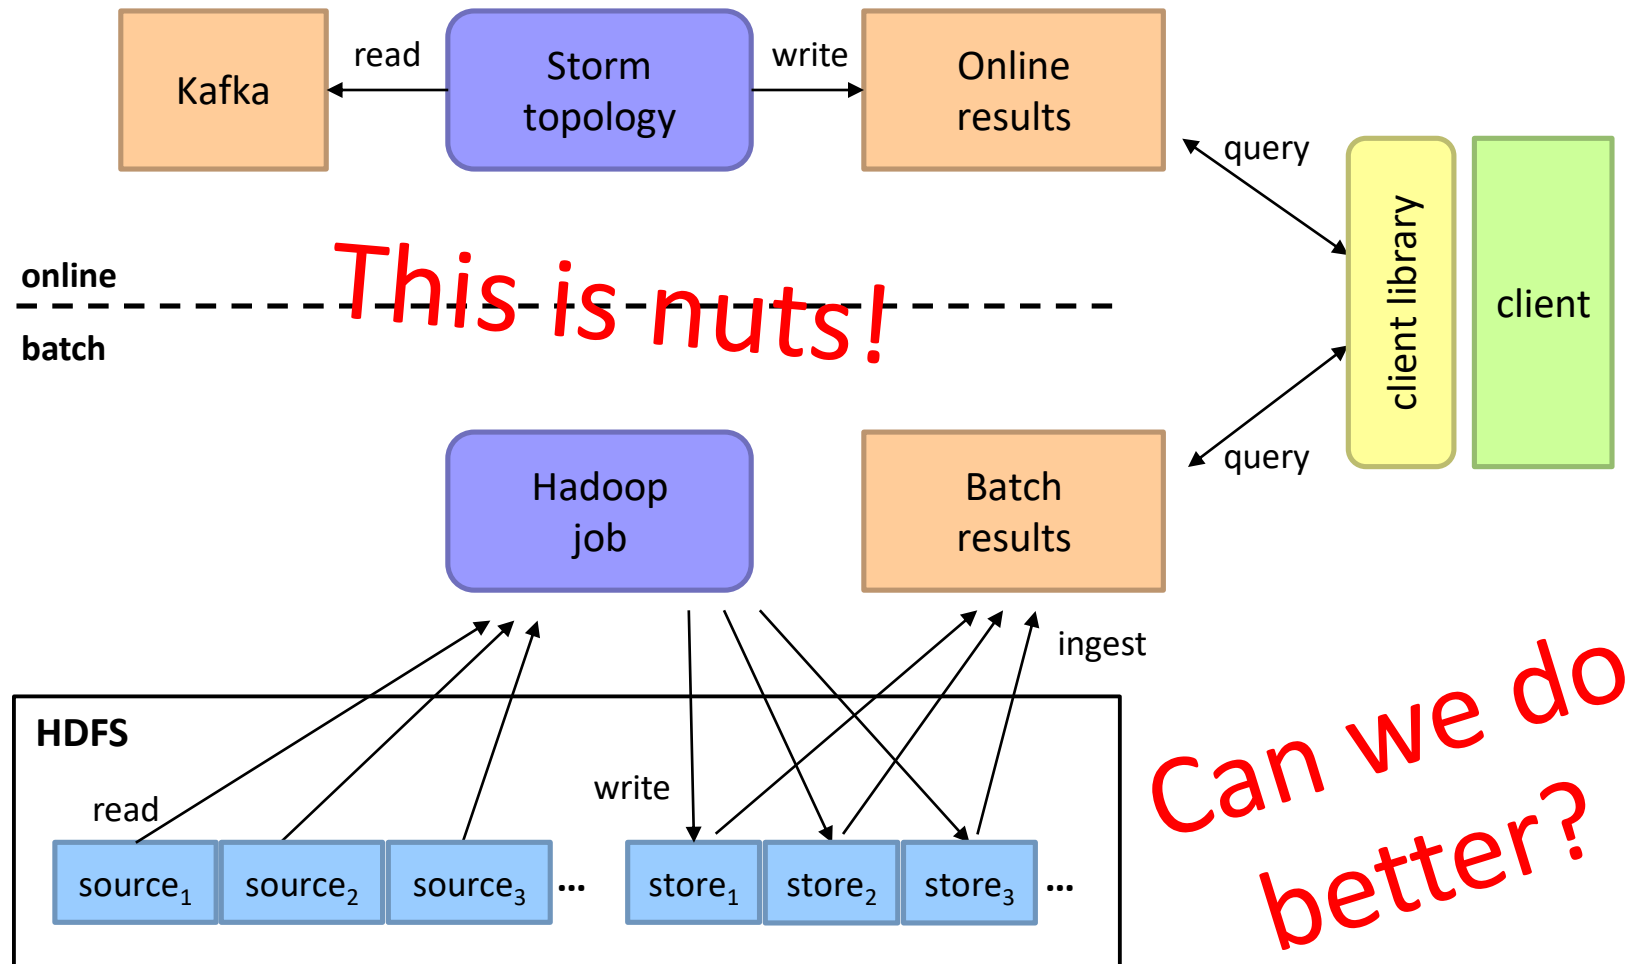 Kafka
read
Storm
topology
write
Online
results
query
client library
client
online
This is nuts!
batch
Hadoop
job
Batch
results
query
ingest
HDFS
read
write
source₁
source₂
source₃
...
store₁
store₂
store₃
...
Can we do
better?